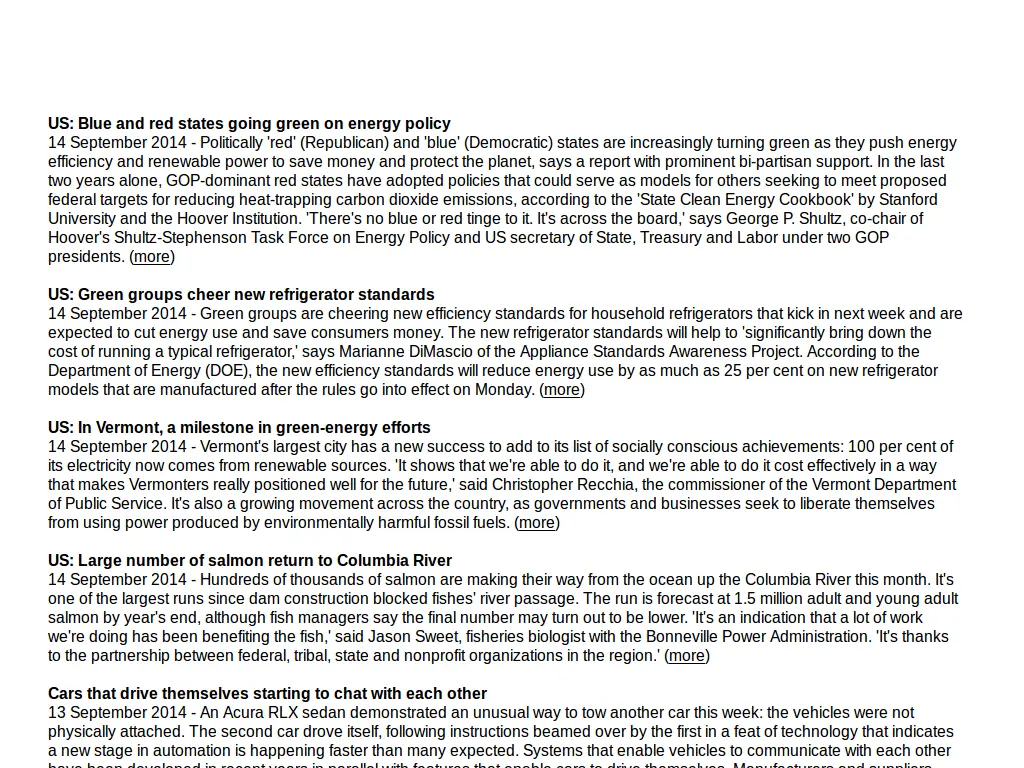 US: Blue and red states going green on energy policy
14 September 2014 - Politically 'red' (Republican) and 'blue' (Democratic) states are increasingly turning green as they push energy
efficiency and renewable power to save money and protect the planet, says a report with prominent bi-partisan support. In the last
two years alone, GOP-dominant red states have adopted policies that could serve as models for others seeking to meet proposed
federal targets for reducing heat-trapping carbon dioxide emissions, according to the 'State Clean Energy Cookbook' by Stanford
University and the Hoover Institution. 'There's no blue or red tinge to it. It's across the board,' says George P. Shultz, co-chair of
Hoover's Shultz-Stephenson Task Force on Energy Policy and US secretary of State, Treasury and Labor under two GOP
presidents. (more)
US: Green groups cheer new refrigerator standards
14 September 2014 - Green groups are cheering new efficiency standards for household refrigerators that kick in next week and are
expected to cut energy use and save consumers money. The new refrigerator standards will help to 'significantly bring down the
cost of running a typical refrigerator,' says Marianne DiMascio of the Appliance Standards Awareness Project. According to the
Department of Energy (DOE), the new efficiency standards will reduce energy use by as much as 25 per cent on new refrigerator
models that are manufactured after the rules go into effect on Monday. (more)
US: In Vermont, a milestone in green-energy efforts
14 September 2014 - Vermont's largest city has a new success to add to its list of socially conscious achievements: 100 per cent of
its electricity now comes from renewable sources. 'It shows that we're able to do it, and we're able to do it cost effectively in a way
that makes Vermonters really positioned well for the future,' said Christopher Recchia, the commissioner of the Vermont Department
of Public Service. It's also a growing movement across the country, as governments and businesses seek to liberate themselves
from using power produced by environmentally harmful fossil fuels. (more)
US: Large number of salmon return to Columbia River
14 September 2014 - Hundreds of thousands of salmon are making their way from the ocean up the Columbia River this month. It's
one of the largest runs since dam construction blocked fishes' river passage. The run is forecast at 1.5 million adult and young adult
salmon by year's end, although fish managers say the final number may turn out to be lower. 'It's an indication that a lot of work
we're doing has been benefiting the fish,' said Jason Sweet, fisheries biologist with the Bonneville Power Administration. 'It's thanks
to the partnership between federal, tribal, state and nonprofit organizations in the region.' (more)
Cars that drive themselves starting to chat with each other
13 September 2014 - An Acura RLX sedan demonstrated an unusual way to tow another car this week: the vehicles were not
physically attached. The second car drove itself, following instructions beamed over by the first in a feat of technology that indicates
a new stage in automation is happening faster than many expected. Systems that enable vehicles to communicate with each other
have been developed in recent years in parallel with features that enable cars to drive themselves. Manufacturers and suppliers